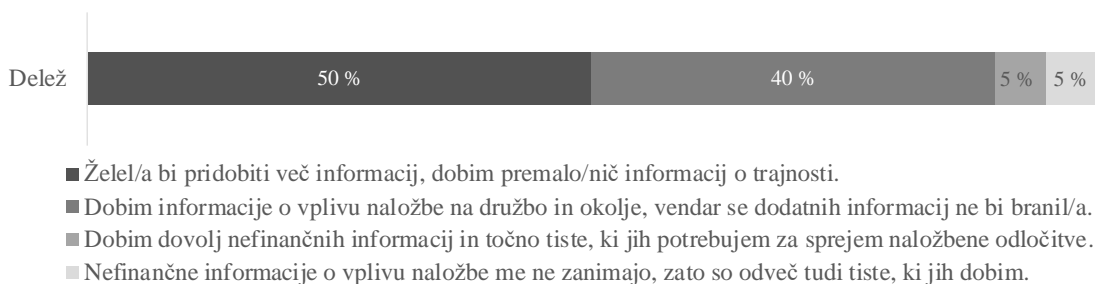 Delež
50 %
40 %
5 %
5 %
Želel/a bi pridobiti več informacij, dobim premalo/nič informacij o trajnosti.
Dobim informacije o vplivu naložbe na družbo in okolje, vendar se dodatnih informacij ne bi branil/a.
Dobim dovolj nefinančnih informacij in točno tiste, ki jih potrebujem za sprejem naložbene odločitve.
Nefinančne informacije o vplivu naložbe me ne zanimajo, zato so odveč tudi tiste, ki jih dobim.